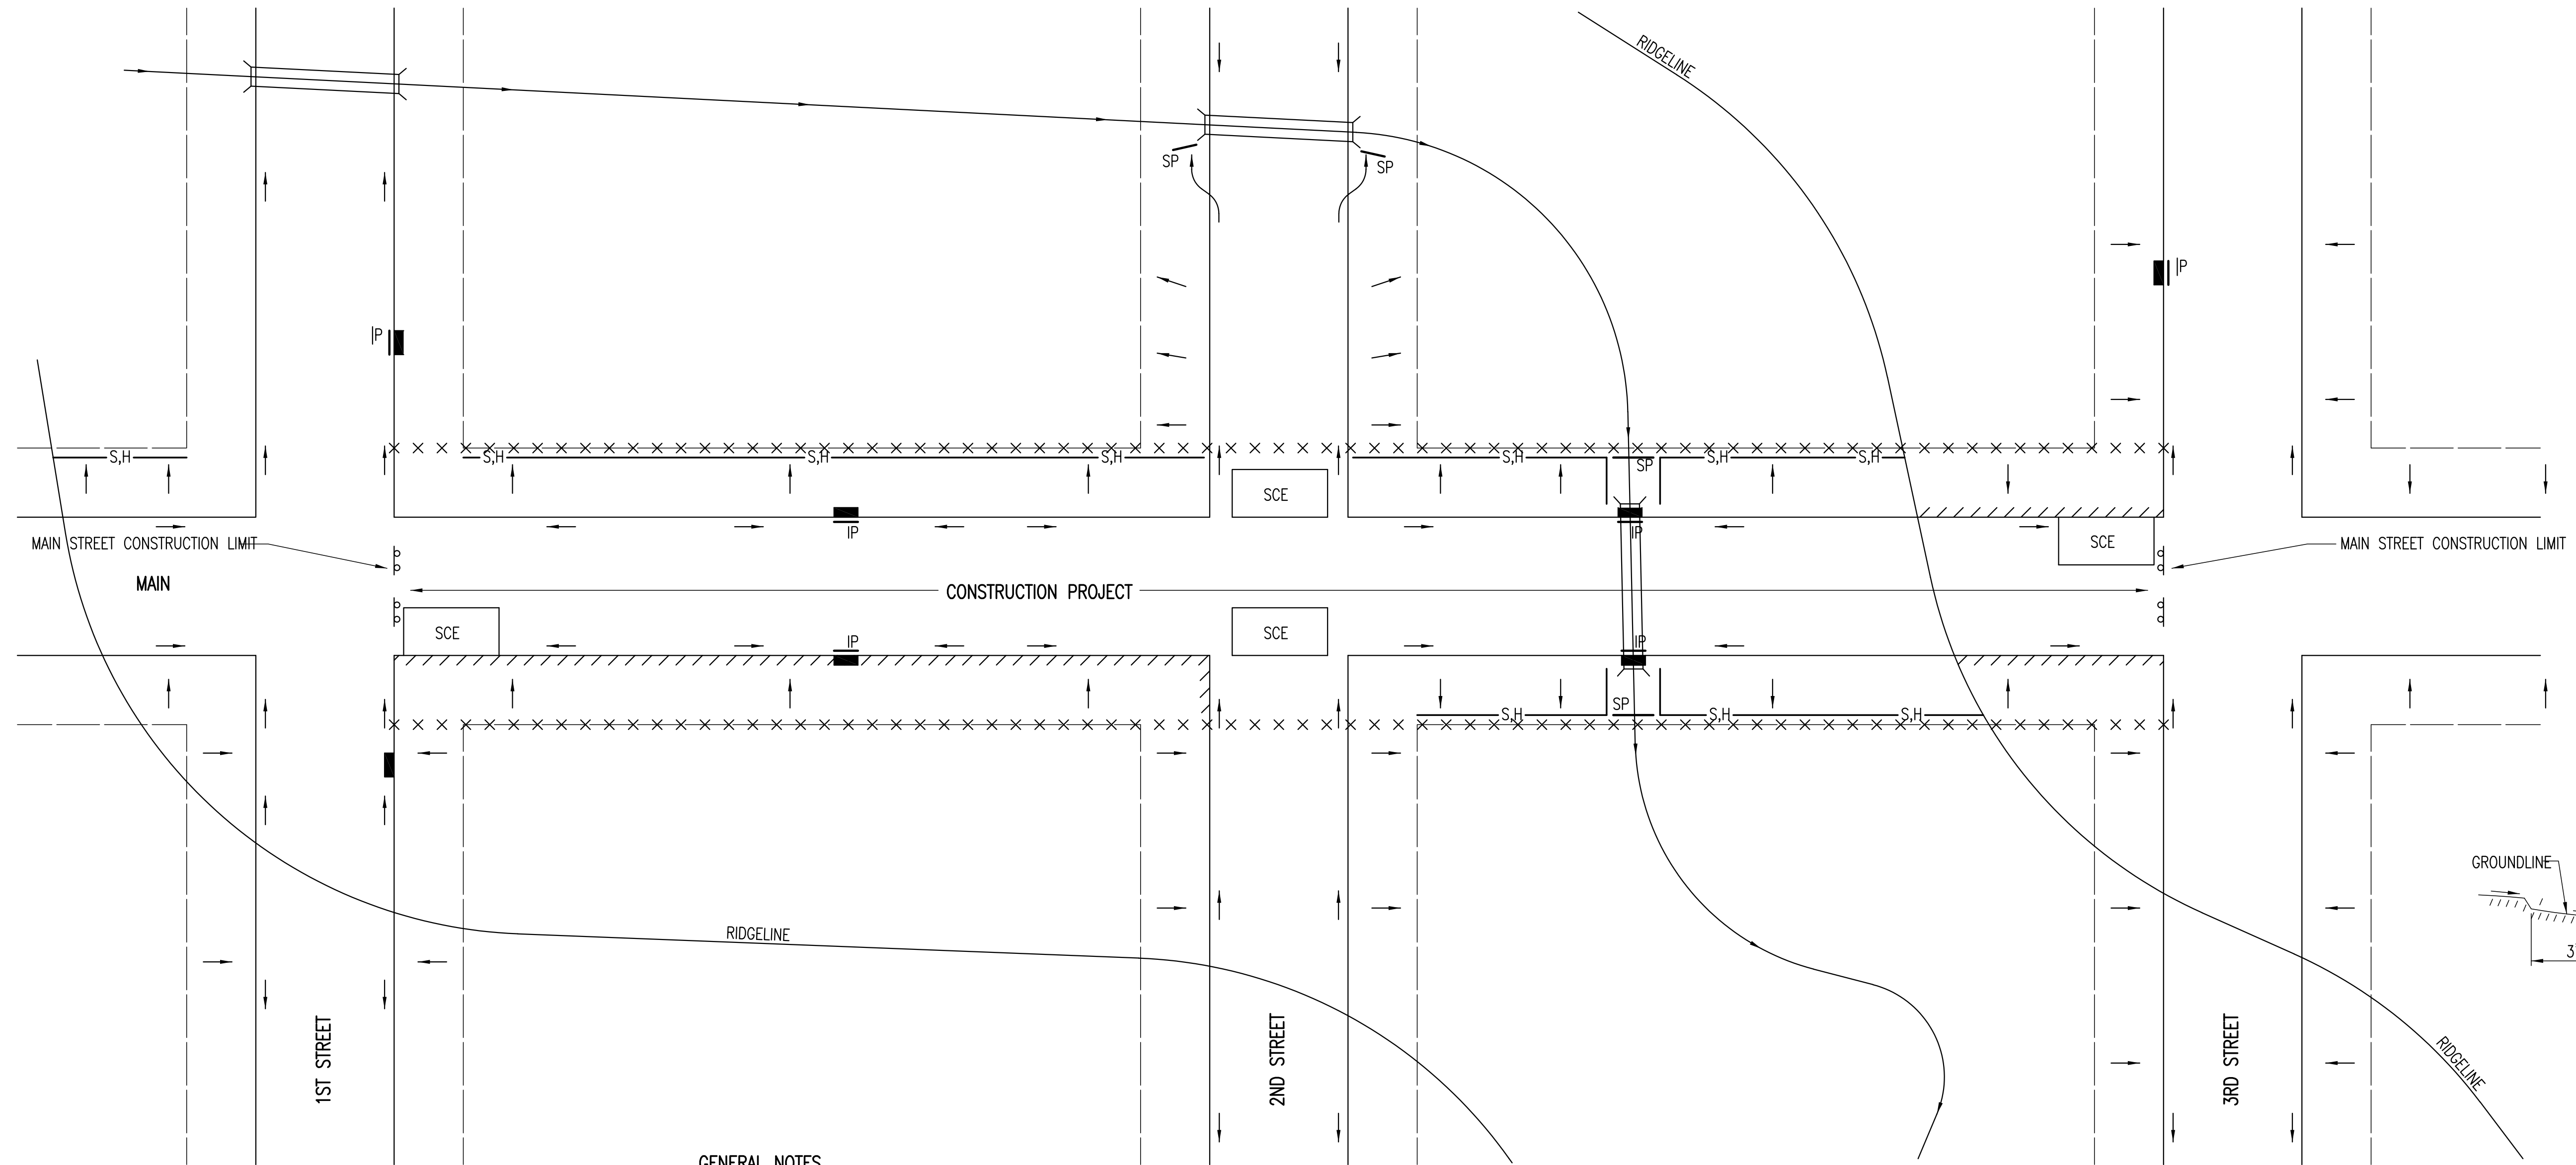 RIDGELINE
SP
SP
IP
IP
S,H
S,H
S,H
S,H
S,H
SP
S,H
S,H
SCE
IP
IP
MAIN STREET CONSTRUCTION LIMIT
SCE
MAIN STREET CONSTRUCTION LIMIT
MAIN
CONSTRUCTION PROJECT
SCE
SCE
IP
IP
SP
S,H
S,H
S,H
GROUNDLINE
RIDGELINE
3
1ST STREET
2ND STREET
3RD STREET
RIDGELINE
GENERAL NOTES